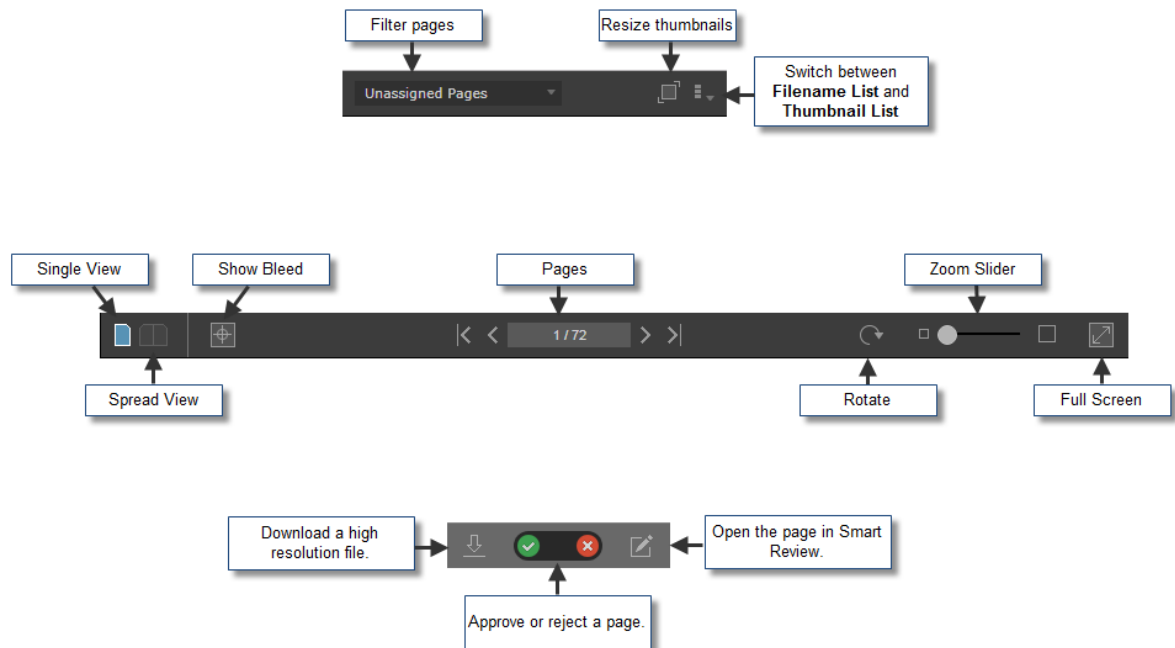 Filter pages
Resize thumbnails
Unassigned Pages
Switch between
Filename List and
Thumbnail List
Single View
Show Bleed
Pages
Zoom Slider
1 / 72
Spread View
Rotate
Full Screen
Download a high
resolution file.
Open the page in Smart
Review.
Approve or reject a page.